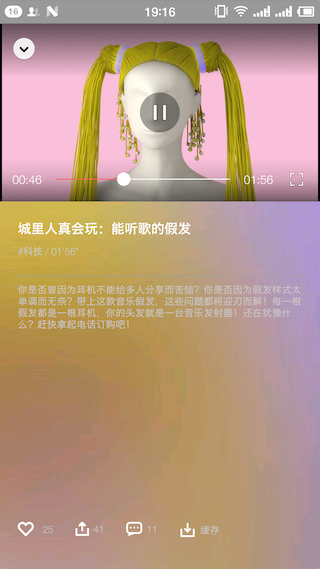 16 19:16
00:46 01:56
城里人真会玩：能听歌的假发
#科技 / 01'56"
你是否曾因为耳机不能给多人分享而苦恼？你是否因为假发样式太
单调而无奈？带上这款音乐假发，这些问题都将迎刃而解！每一根
假发都是一根耳机，你的头发就是一台音乐发射器！还在犹豫什
么？赶快拿起电话订购吧！
25 41 11 缓存